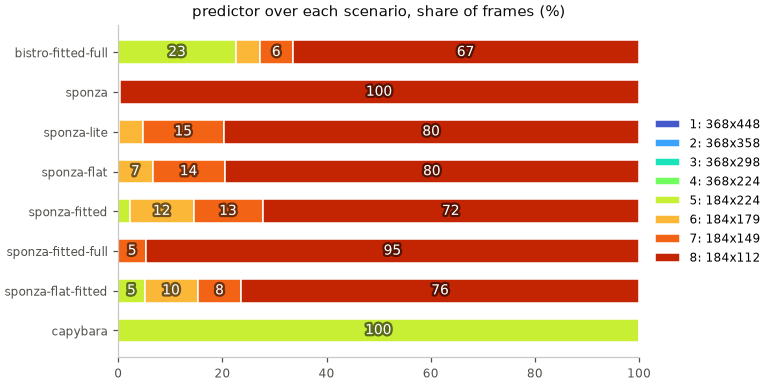 predictor over each scenario, share of frames (%)
bistro-fitted-full 23 6 67
sponza 100
sponza-lite 15 80
sponza-flat 7 14 80
sponza-fitted 12 13 72
sponza-fitted-full 5 95
sponza-flat-fitted 5 10 8 76
capybara 100
0 20 40 60 80 100
1: 368x448
2: 368x358
3: 368x298
4: 368x224
5: 184x224
6: 184x179
7: 184x149
8: 184x112